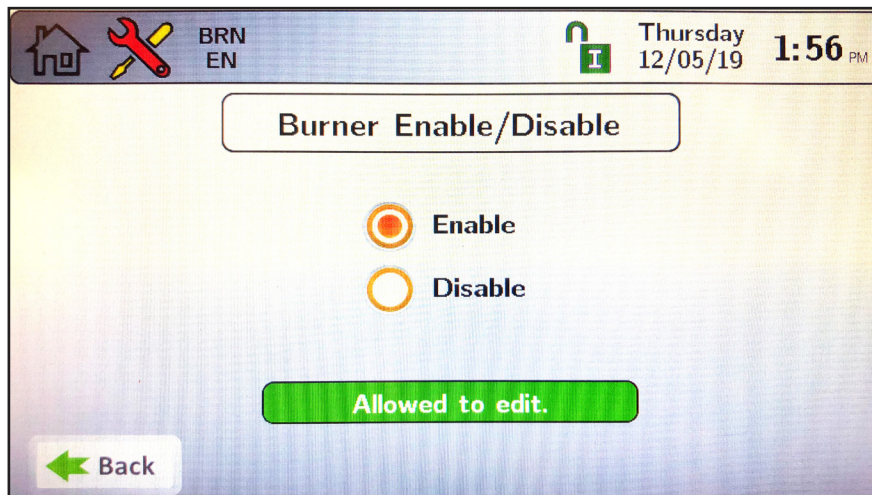 BRN
EN
Thursday
12/05/19
1:56 PM
I
Burner Enable/Disable
Enable
Disable
Allowed to edit.
Back